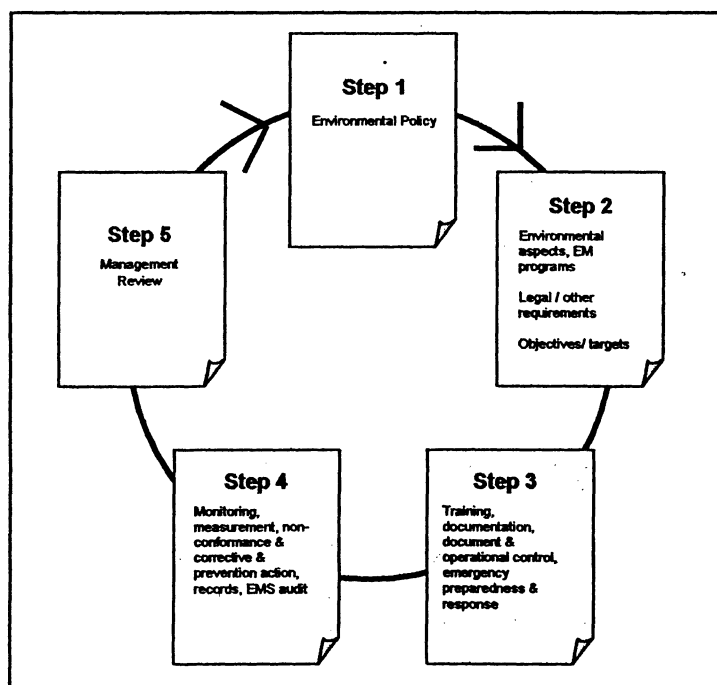 Step 1
Environmental Policy
Step 2
Environmental
aspects, EM
programs
Legal / other
requirements
Objectives/ targets
Step 3
Training,
documentation,
document &
operational control,
emergency
preparedness &
response
Step 4
Monitoring,
measurement, non-
conformance &
corrective &
prevention action,
records, EMS audit
Step 5
Management
Review